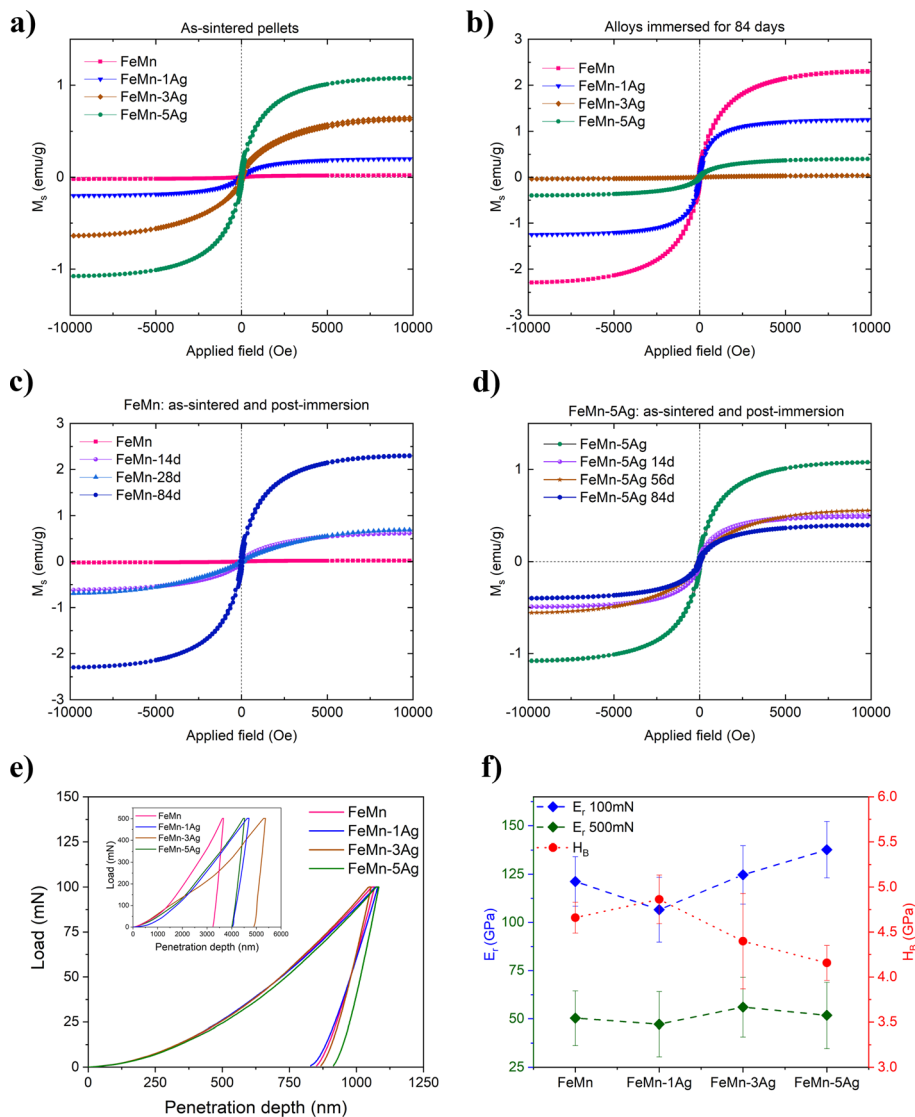 a)
As-sintered pellets
FeMn
FeMn-1Ag
FeMn-3Ag
FeMn-5Ag
1
0
-1
Mₛ (emu/g)
-10000 -5000 0 5000 10000
Applied field (Oe)
b)
Alloys immersed for 84 days
3
FeMn
FeMn-1Ag
FeMn-3Ag
FeMn-5Ag
2
1
0
-1
-2
-3
Mₛ (emu/g)
-10000 -5000 0 5000 10000
Applied field (Oe)
c)
FeMn: as-sintered and post-immersion
3
FeMn
FeMn-14d
FeMn-28d
FeMn-84d
2
1
0
-1
-2
-3
Mₛ (emu/g)
-10000 -5000 0 5000 10000
Applied field (Oe)
d)
FeMn-5Ag: as-sintered and post-immersion
FeMn-5Ag
FeMn-5Ag 14d
FeMn-5Ag 56d
FeMn-5Ag 84d
1
0
-1
Mₛ (emu/g)
-10000 -5000 0 5000 10000
Applied field (Oe)
e)
150
125
100
75
50
25
0
Load (mN)
FeMn
FeMn-1Ag
FeMn-3Ag
FeMn-5Ag
500
400
300
200
100
0
Load (mN)
FeMn
FeMn-1Ag
FeMn-3Ag
FeMn-5Ag
0 1000 2000 3000 4000 5000 6000
Penetration depth (nm)
0 250 500 750 1000 1250
Penetration depth (nm)
f)
Eᵣ 100mN
Eᵣ 500mN
H_B
150
125
100
75
50
25
Eᵣ (GPa)
6.0
5.5
5.0
4.5
4.0
3.5
3.0
H_B (GPa)
FeMn FeMn-1Ag FeMn-3Ag FeMn-5Ag